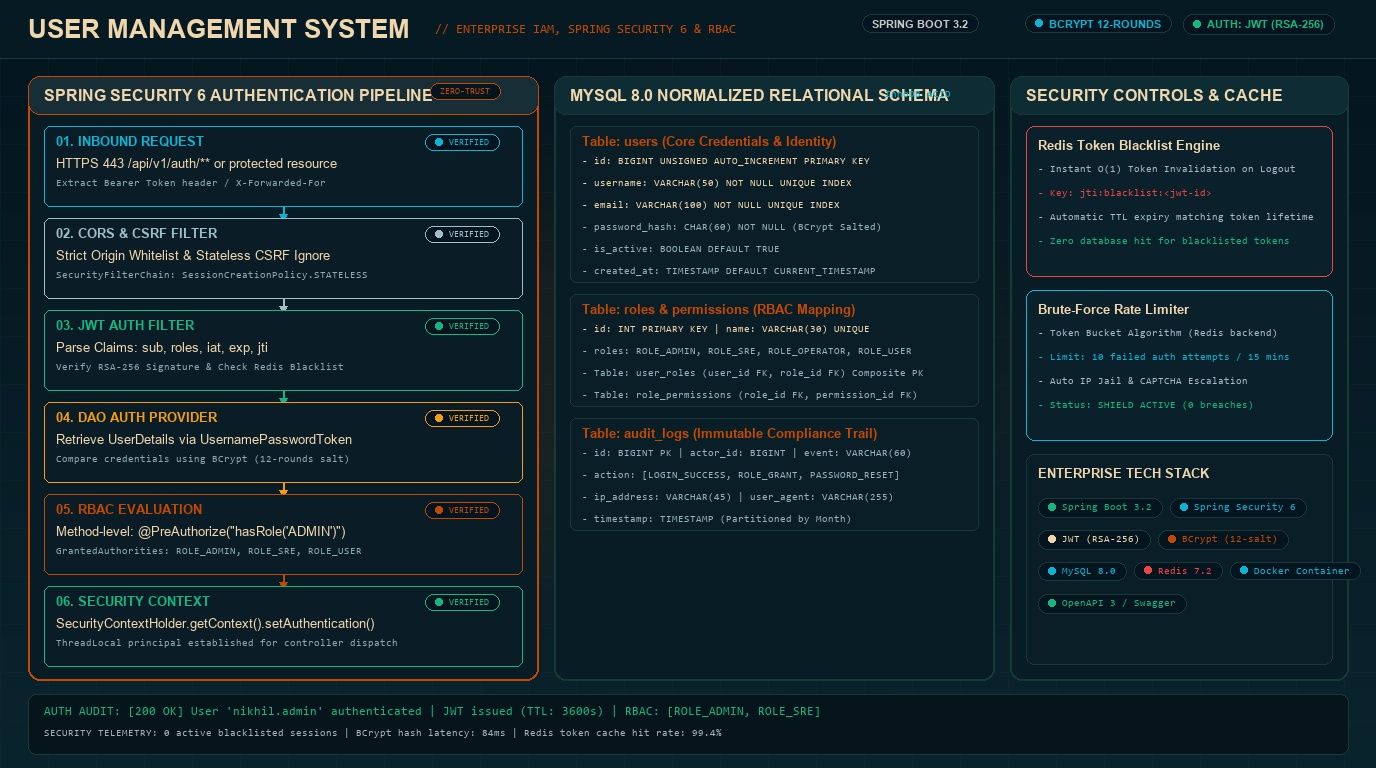 USER MANAGEMENT SYSTEM
// ENTERPRISE IAM, SPRING SECURITY 6 & RBAC
SPRING BOOT 3.2
BCRYPT 12-ROUNDS
AUTH: JWT (RSA-256)
SPRING SECURITY 6 AUTHENTICATION PIPELINE
ZERO-TRUST
01. INBOUND REQUEST
VERIFIED
HTTPS 443 /api/v1/auth/** or protected resource
Extract Bearer Token header / X-Forwarded-For
02. CORS & CSRF FILTER
VERIFIED
Strict Origin Whitelist & Stateless CSRF Ignore
SecurityFilterChain: SessionCreationPolicy.STATELESS
03. JWT AUTH FILTER
VERIFIED
Parse Claims: sub, roles, iat, exp, jti
Verify RSA-256 Signature & Check Redis Blacklist
04. DAO AUTH PROVIDER
VERIFIED
Retrieve UserDetails via UsernamePasswordToken
Compare credentials using BCrypt (12-rounds salt)
05. RBAC EVALUATION
VERIFIED
Method-level: @PreAuthorize("hasRole('ADMIN')")
GrantedAuthorities: ROLE_ADMIN, ROLE_SRE, ROLE_USER
06. SECURITY CONTEXT
VERIFIED
SecurityContextHolder.getContext().setAuthentication()
ThreadLocal principal established for controller dispatch
MYSQL 8.0 NORMALIZED RELATIONAL SCHEMA
Table: users (Core Credentials & Identity)
- id: BIGINT UNSIGNED AUTO_INCREMENT PRIMARY KEY
- username: VARCHAR(50) NOT NULL UNIQUE INDEX
- email: VARCHAR(100) NOT NULL UNIQUE INDEX
- password_hash: CHAR(60) NOT NULL (BCrypt Salted)
- is_active: BOOLEAN DEFAULT TRUE
- created_at: TIMESTAMP DEFAULT CURRENT_TIMESTAMP
Table: roles & permissions (RBAC Mapping)
- id: INT PRIMARY KEY | name: VARCHAR(30) UNIQUE
- roles: ROLE_ADMIN, ROLE_SRE, ROLE_OPERATOR, ROLE_USER
- Table: user_roles (user_id FK, role_id FK) Composite PK
- Table: role_permissions (role_id FK, permission_id FK)
Table: audit_logs (Immutable Compliance Trail)
- id: BIGINT PK | actor_id: BIGINT | event: VARCHAR(60)
- action: [LOGIN_SUCCESS, ROLE_GRANT, PASSWORD_RESET]
- ip_address: VARCHAR(45) | user_agent: VARCHAR(255)
- timestamp: TIMESTAMP (Partitioned by Month)
SECURITY CONTROLS & CACHE
Redis Token Blacklist Engine
- Instant O(1) Token Invalidation on Logout
- Key: jti:blacklist:<jwt-id>
- Automatic TTL expiry matching token lifetime
- Zero database hit for blacklisted tokens
Brute-Force Rate Limiter
- Token Bucket Algorithm (Redis backend)
- Limit: 10 failed auth attempts / 15 mins
- Auto IP Jail & CAPTCHA Escalation
- Status: SHIELD ACTIVE (0 breaches)
ENTERPRISE TECH STACK
Spring Boot 3.2
Spring Security 6
JWT (RSA-256)
BCrypt (12-salt)
MySQL 8.0
Redis 7.2
Docker Container
OpenAPI 3 / Swagger
AUTH AUDIT: [200 OK] User 'nikhil.admin' authenticated | JWT issued (TTL: 3600s) | RBAC: [ROLE_ADMIN, ROLE_SRE]
SECURITY TELEMETRY: 0 active blacklisted sessions | BCrypt hash latency: 84ms | Redis token cache hit rate: 99.4%